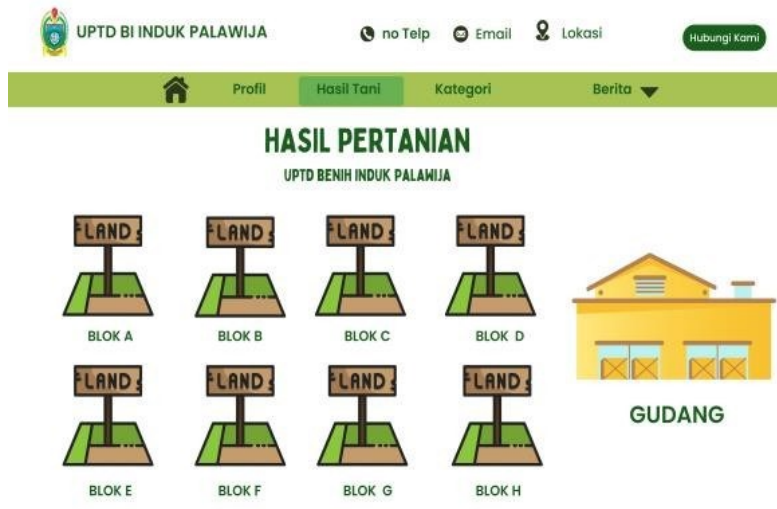 UPTD BI INDUK PALAWIJA
no Telp
Email
Lokasi
Hubungi Kami
Profil
Hasil Tani
Kategori
Berita
HASIL PERTANIAN
UPTD BENIH INDUK PALAWIJA
LAND LAND LAND LAND
BLOK A BLOK B BLOK C BLOK D
LAND LAND LAND LAND
BLOK E BLOK F BLOK G BLOK H
GUDANG